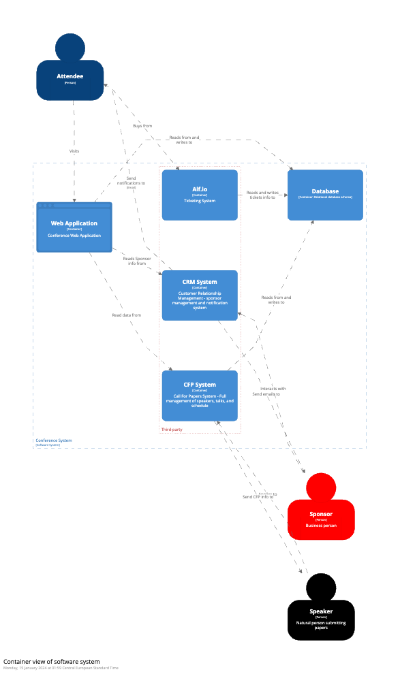 Attendee
[Person]
Visits
Buys from
Reads from and
writes to
Send
notifications to
Alf.io
[Container]
Ticketing System
Reads and writes
tickets info to
Database
Web Application
[Container]
Conference Web Application
Reads Sponsor
info from
CRM System
[Container]
Customer Relationship
Management - sponsor
management and notification
system
Reads from and
writes to
Read data from
CFP System
[Container]
Call for Papers System - Full
management of speakers, talks, and
schedule
Interacts with
Send emails to
Third party
Conference System
[Software System]
Send CFP info to
Sponsor
[Person]
Business person
Speaker
[Person]
Natural person submitting
papers
Container view of software system